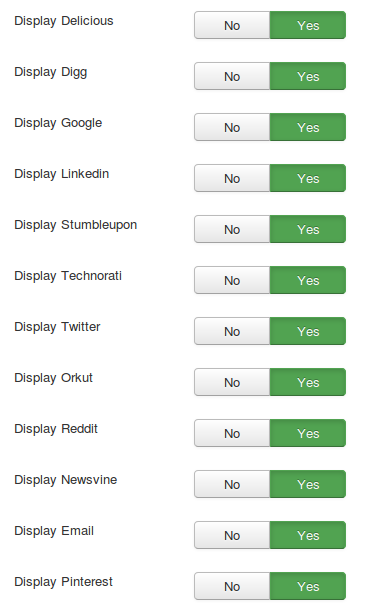 Display Delicious No Yes
Display Digg No Yes
Display Google No Yes
Display Linkedin No Yes
Display Stumbleupon No Yes
Display Technorati No Yes
Display Twitter No Yes
Display Orkut No Yes
Display Reddit No Yes
Display Newsvine No Yes
Display Email No Yes
Display Pinterest No Yes